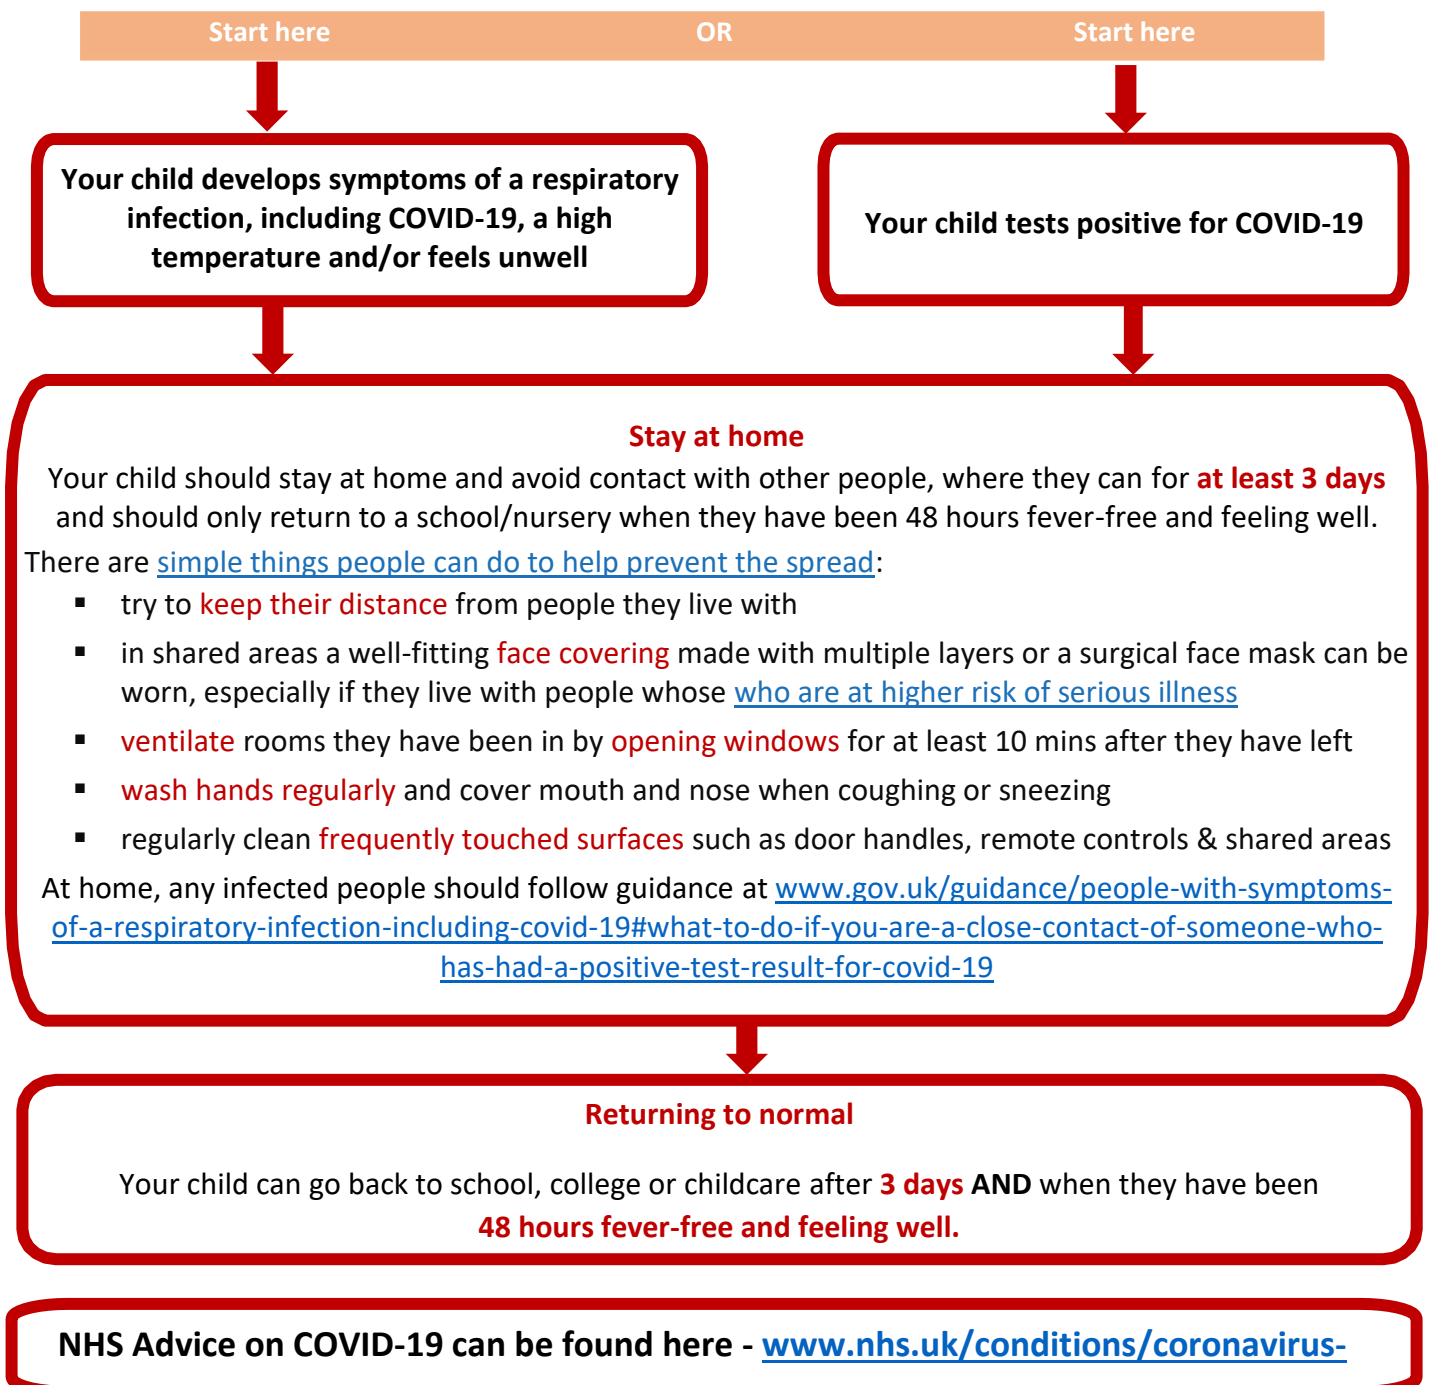 Start here OR Start here
Your child develops symptoms of a respiratory
infection, including COVID-19, a high
temperature and/or feels unwell
Your child tests positive for COVID-19
Stay at home
Your child should stay at home and avoid contact with other people, where they can for at least 3 days
and should only return to a school/nursery when they have been 48 hours fever-free and feeling well.
There are simple things people can do to help prevent the spread:
▪ try to keep their distance from people they live with
▪ in shared areas a well-fitting face covering made with multiple layers or a surgical face mask can be
worn, especially if they live with people whose who are at higher risk of serious illness
▪ ventilate rooms they have been in by opening windows for at least 10 mins after they have left
▪ wash hands regularly and cover mouth and nose when coughing or sneezing
▪ regularly clean frequently touched surfaces such as door handles, remote controls & shared areas
At home, any infected people should follow guidance at www.gov.uk/guidance/people-with-symptoms-
of-a-respiratory-infection-including-covid-19#what-to-do-if-you-are-a-close-contact-of-someone-who-
has-had-a-positive-test-result-for-covid-19
Returning to normal
Your child can go back to school, college or childcare after 3 days AND when they have been
48 hours fever-free and feeling well.
NHS Advice on COVID-19 can be found here - www.nhs.uk/conditions/coronavirus-